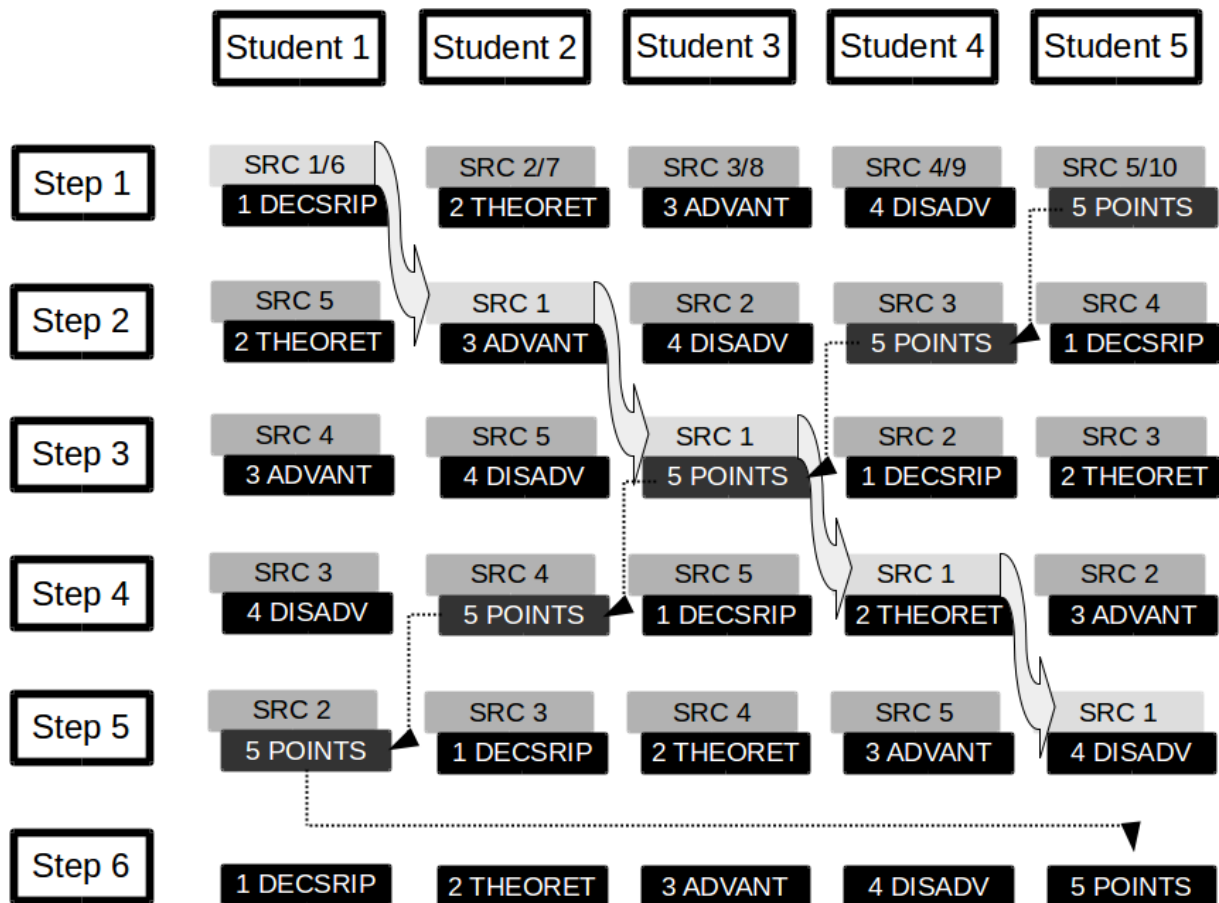 Student 1
Student 2
Student 3
Student 4
Student 5
Step 1
SRC 1/6
1 DECSRIP
SRC 2/7
2 THEORET
SRC 3/8
3 ADVANT
SRC 4/9
4 DISADV
SRC 5/10
5 POINTS
Step 2
SRC 5
2 THEORET
SRC 1
3 ADVANT
SRC 2
4 DISADV
SRC 3
5 POINTS
SRC 4
1 DECSRIP
Step 3
SRC 4
3 ADVANT
SRC 5
4 DISADV
SRC 1
5 POINTS
SRC 2
1 DECSRIP
SRC 3
2 THEORET
Step 4
SRC 3
4 DISADV
SRC 4
5 POINTS
SRC 5
1 DECSRIP
SRC 1
2 THEORET
SRC 2
3 ADVANT
Step 5
SRC 2
5 POINTS
SRC 3
1 DECSRIP
SRC 4
2 THEORET
SRC 5
3 ADVANT
SRC 1
4 DISADV
Step 6
1 DECSRIP
2 THEORET
3 ADVANT
4 DISADV
5 POINTS